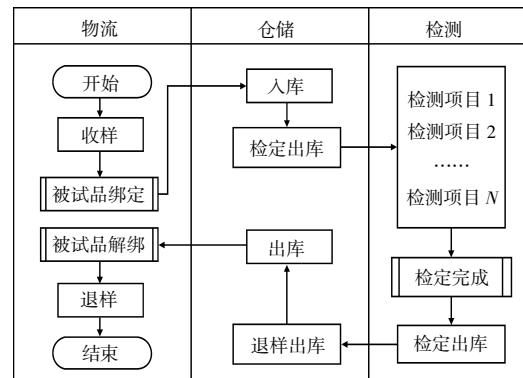 物流
仓储
检测
开始
收样
被试品绑定
入库
检定出库
检测项目 1
检测项目 2
……
检测项目 N
检定完成
检定出库
退样出库
出库
被试品解绑
退样
结束